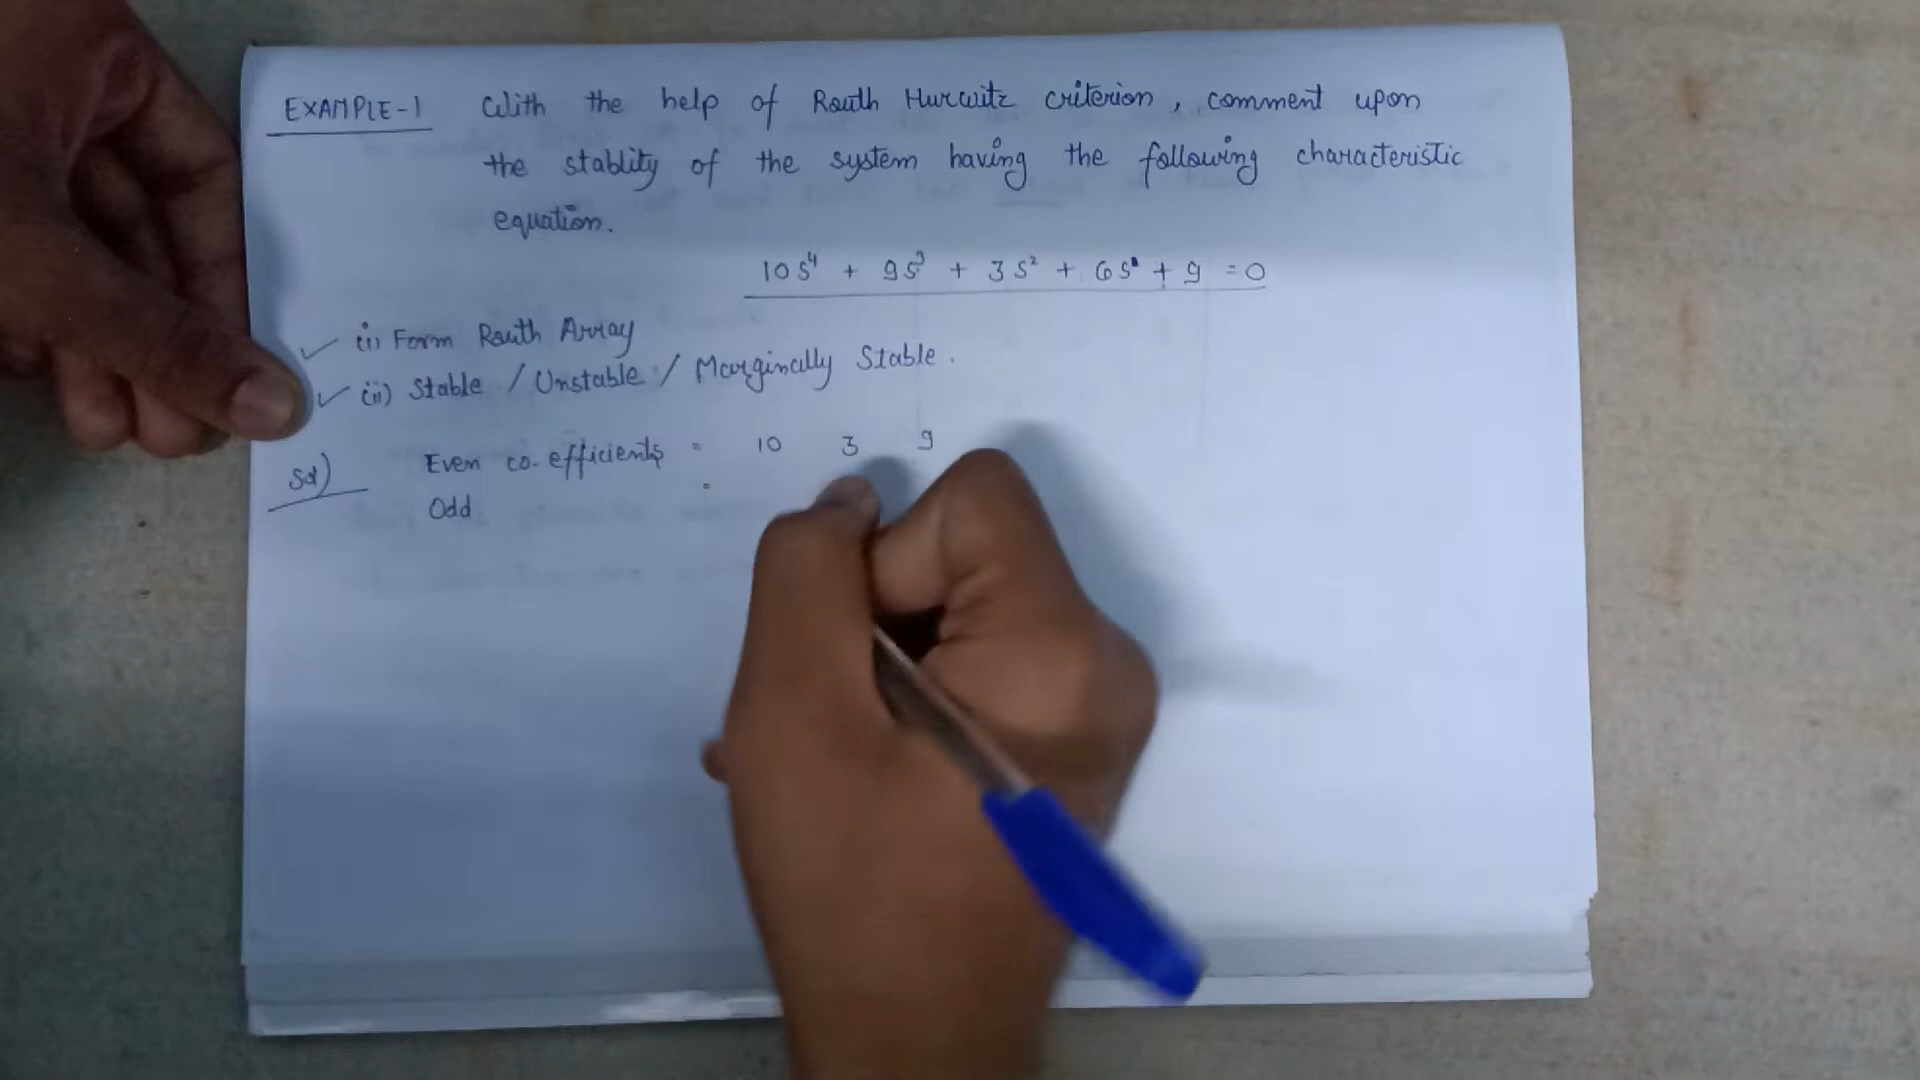 EXAMPLE-1 With the help of Routh Hurwitz criterion, comment upon
the stablity of the system having the following characteristic
equation.
10s⁴ + 9s³ + 3s² + 6s + 9 = 0
(i) Form Routh Array
(ii) Stable / Unstable / Marginally Stable.
Sol) Even co-efficients = 10 3 9
Odd